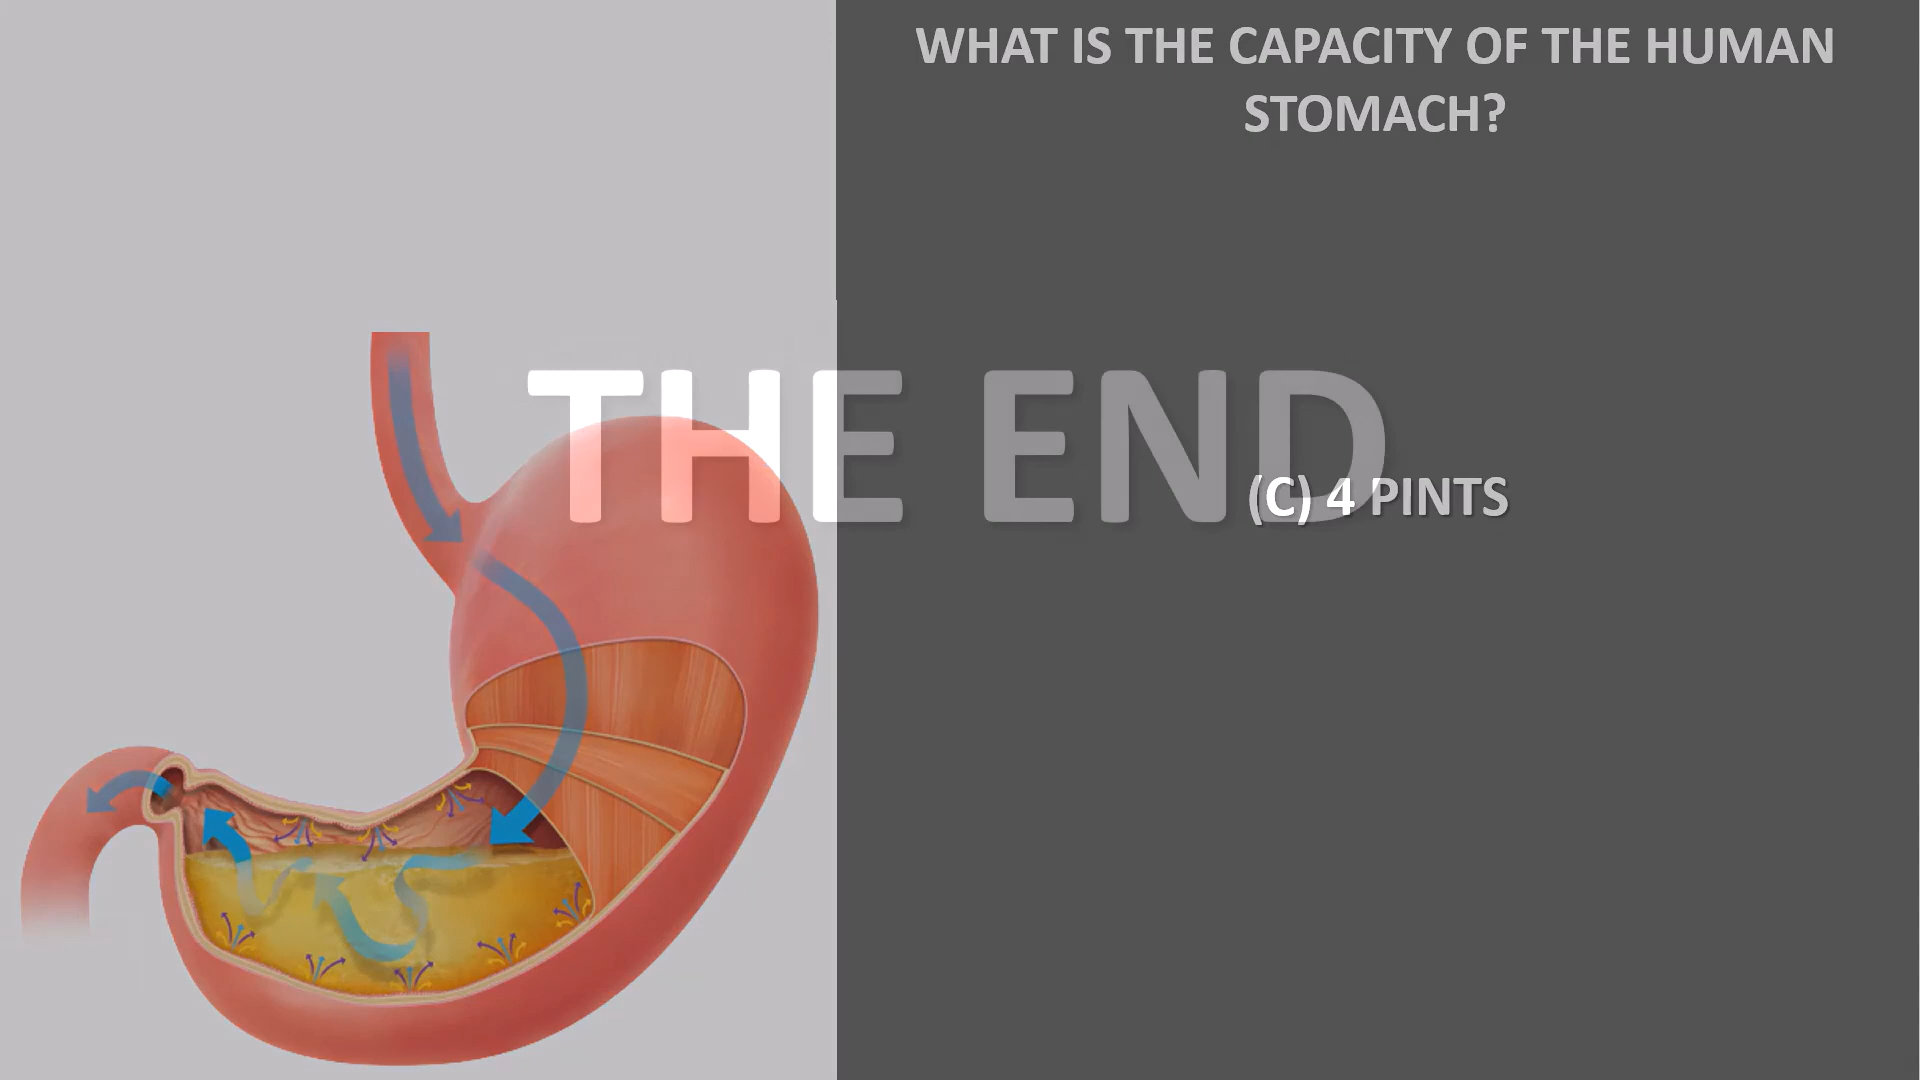 WHAT IS THE CAPACITY OF THE HUMAN
STOMACH?
THE END
(C) 4 PINTS